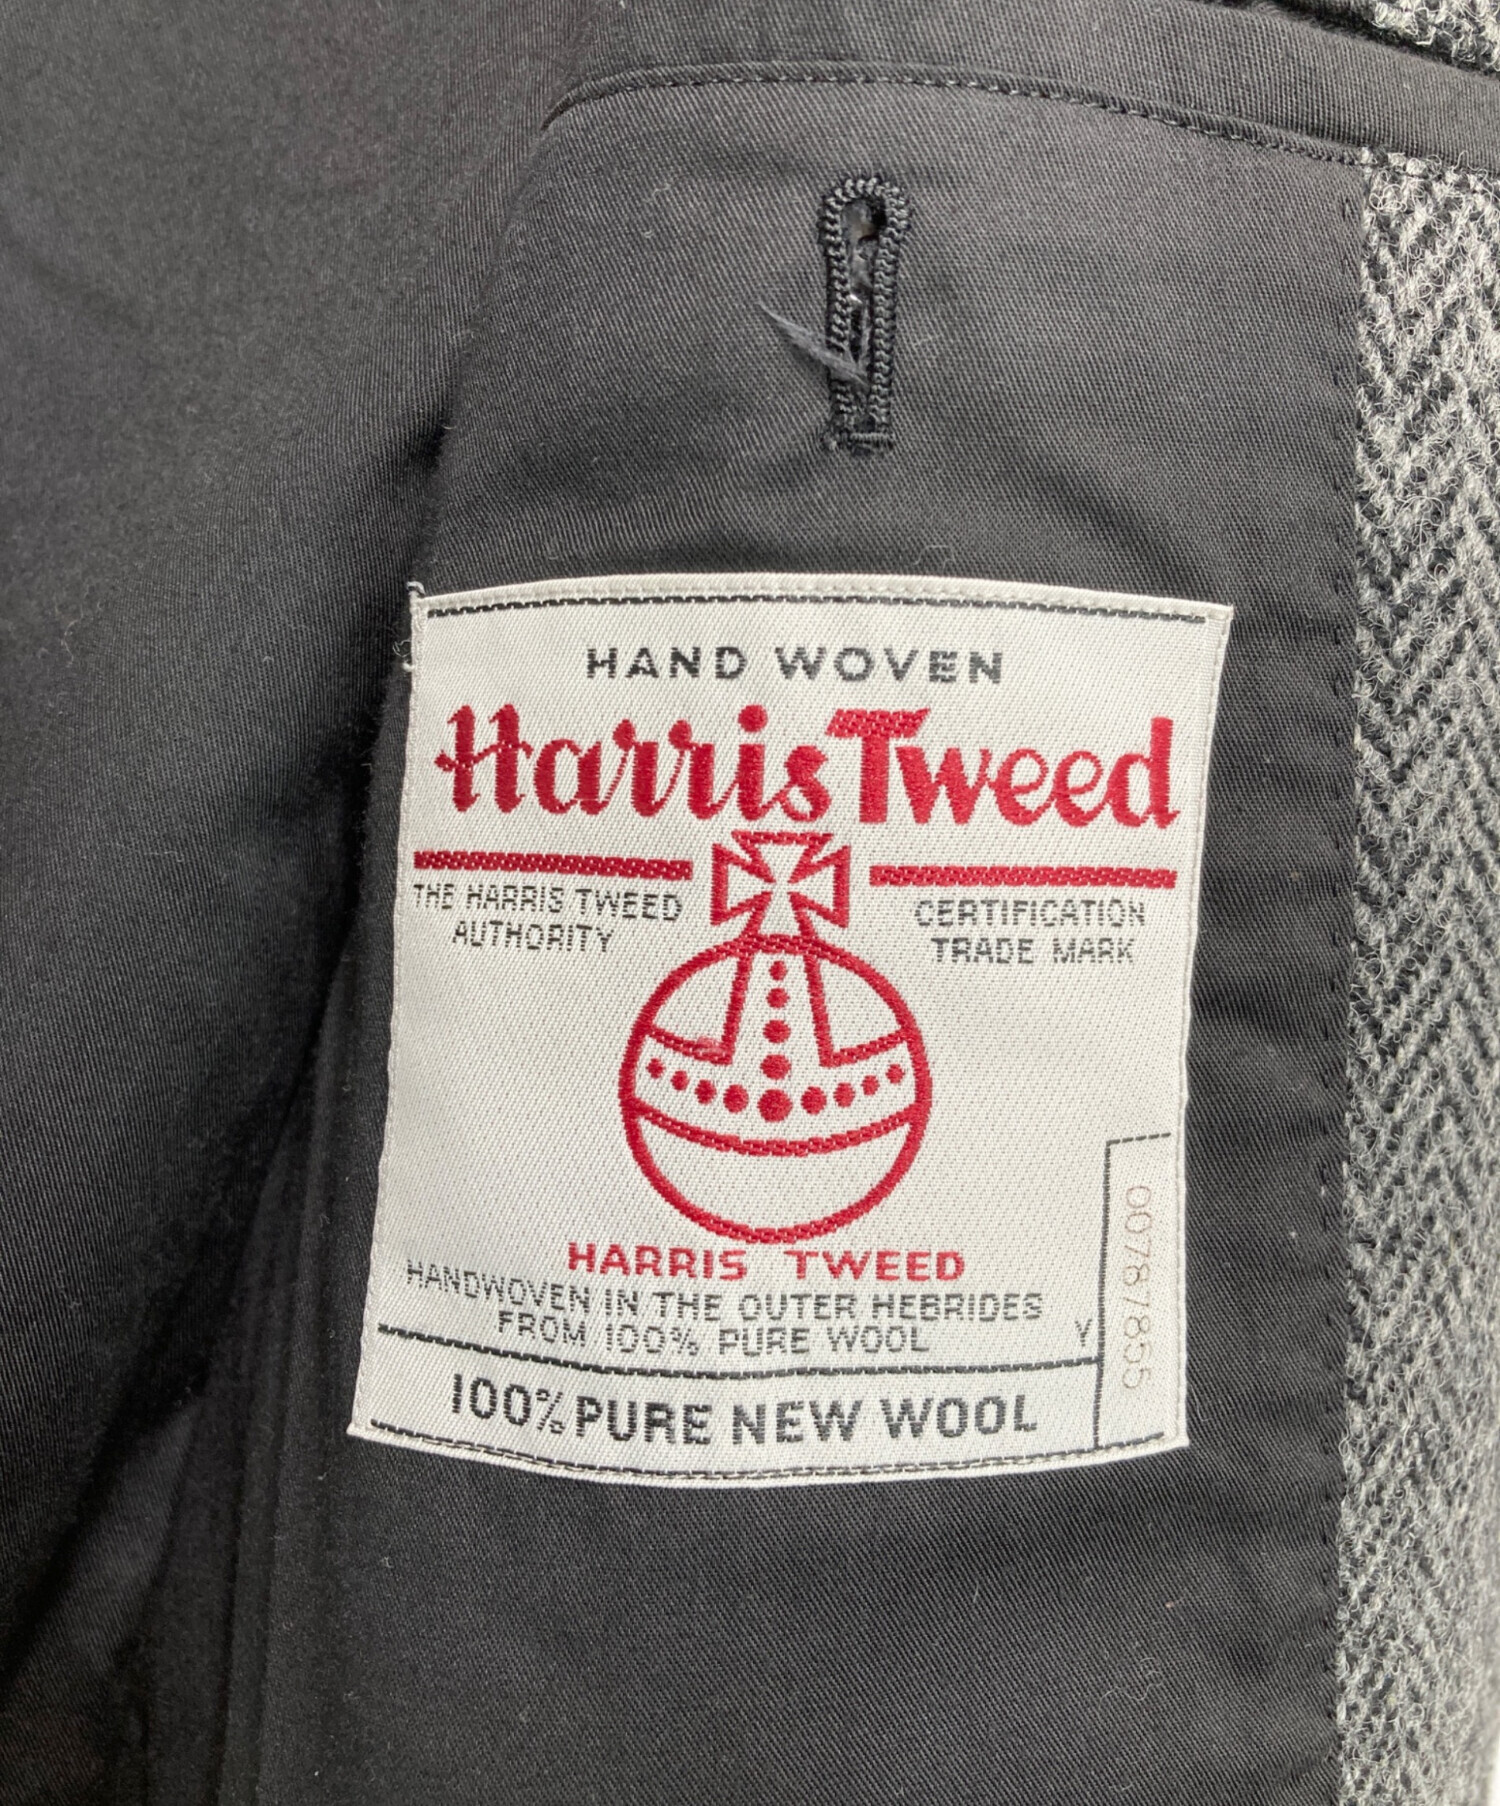 HAND WOVEN
Harris Tweed
THE HARRIS TWEED
AUTHORITY
CERTIFICATION
TRADE MARK
HARRIS TWEED
HANDWOVEN IN THE OUTER HEBRIDES
FROM 100% PURE WOOL
Y
100% PURE NEW WOOL
00787855